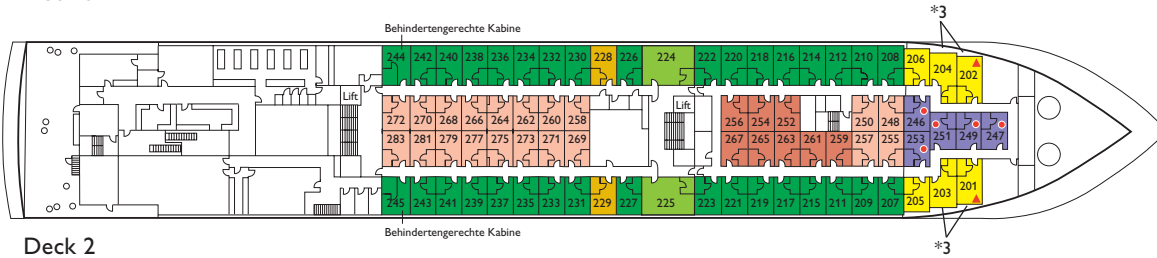 *3
Behindertengerechte Kabine
244 242 240 238 236 234 232 230 228 226 224 222 220 218 216 214 212 210 208 206 204 202
Lift
Lift
272 270 268 266 264 262 260 258 256 254 252 250 248 246
283 281 279 277 275 273 271 269 267 265 263 261 259 257 255 253 251 249 247
245 243 241 239 237 235 233 231 229 227 225 223 221 219 217 215 211 209 207 205 203 201
Behindertengerechte Kabine
Deck 2
*3